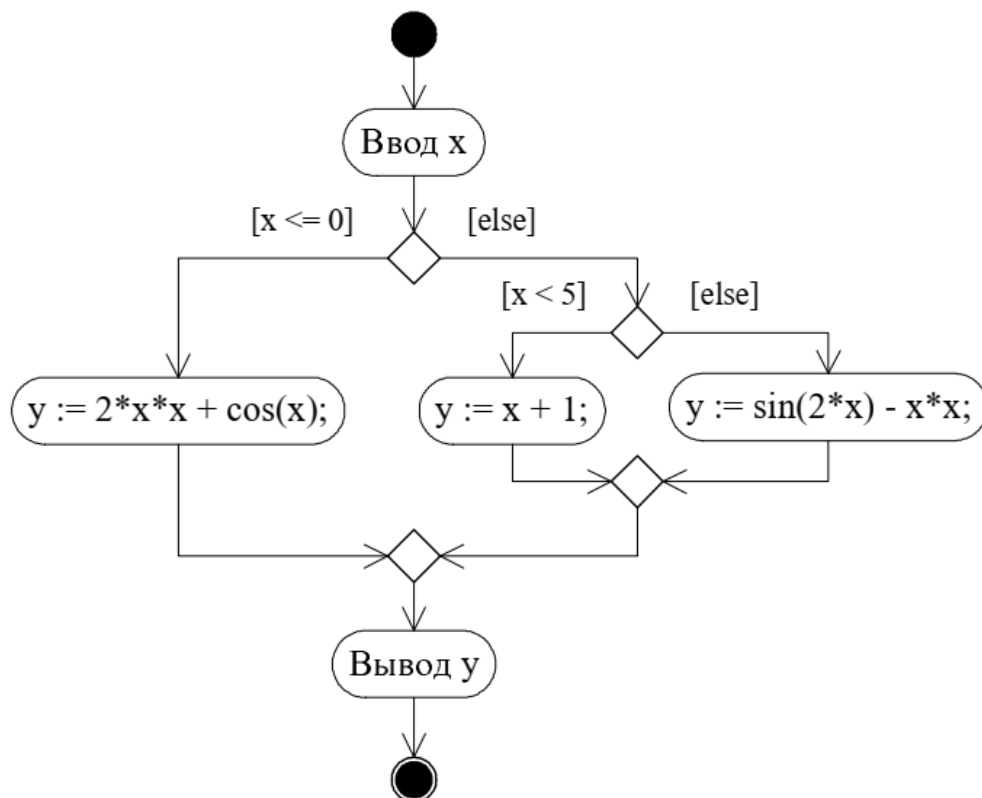 Ввод x
[x <= 0]
[else]
[x < 5]
[else]
y := 2*x*x + cos(x);
y := x + 1;
y := sin(2*x) - x*x;
Вывод y